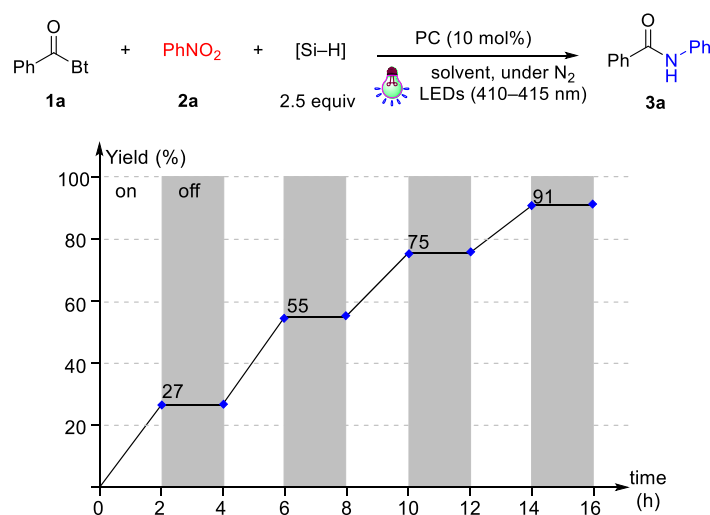 O
Ph
Bt
1a
+
PhNO2
2a
+
[Si–H]
2.5 equiv
PC (10 mol%)
solvent, under N2
LEDs (410–415 nm)
O
Ph
N
H
Ph
3a
Yield (%)
100
on
off
91
80
75
60
55
40
27
20
0
2
4
6
8
10
12
14
16
time
(h)